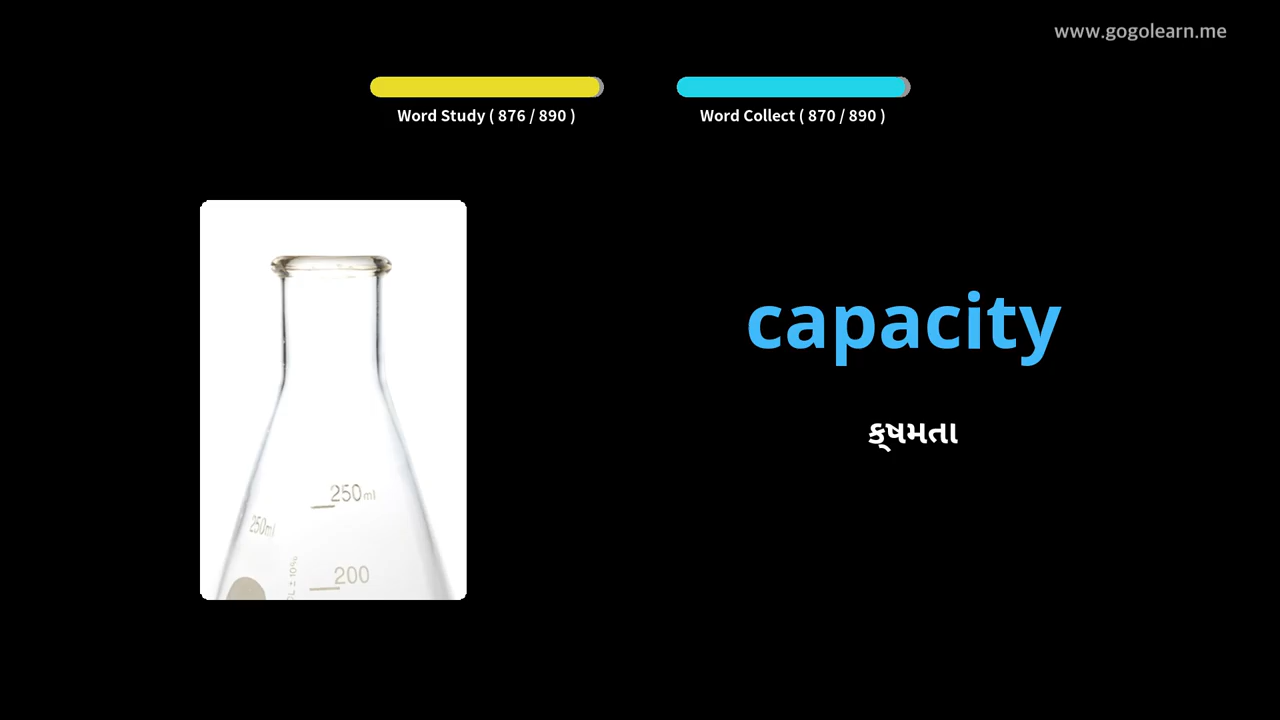 www.gogolearn.me
Word Study ( 876 / 890 )
Word Collect ( 870 / 890 )
capacity
ક્ષમતા
250ml
250ml
200